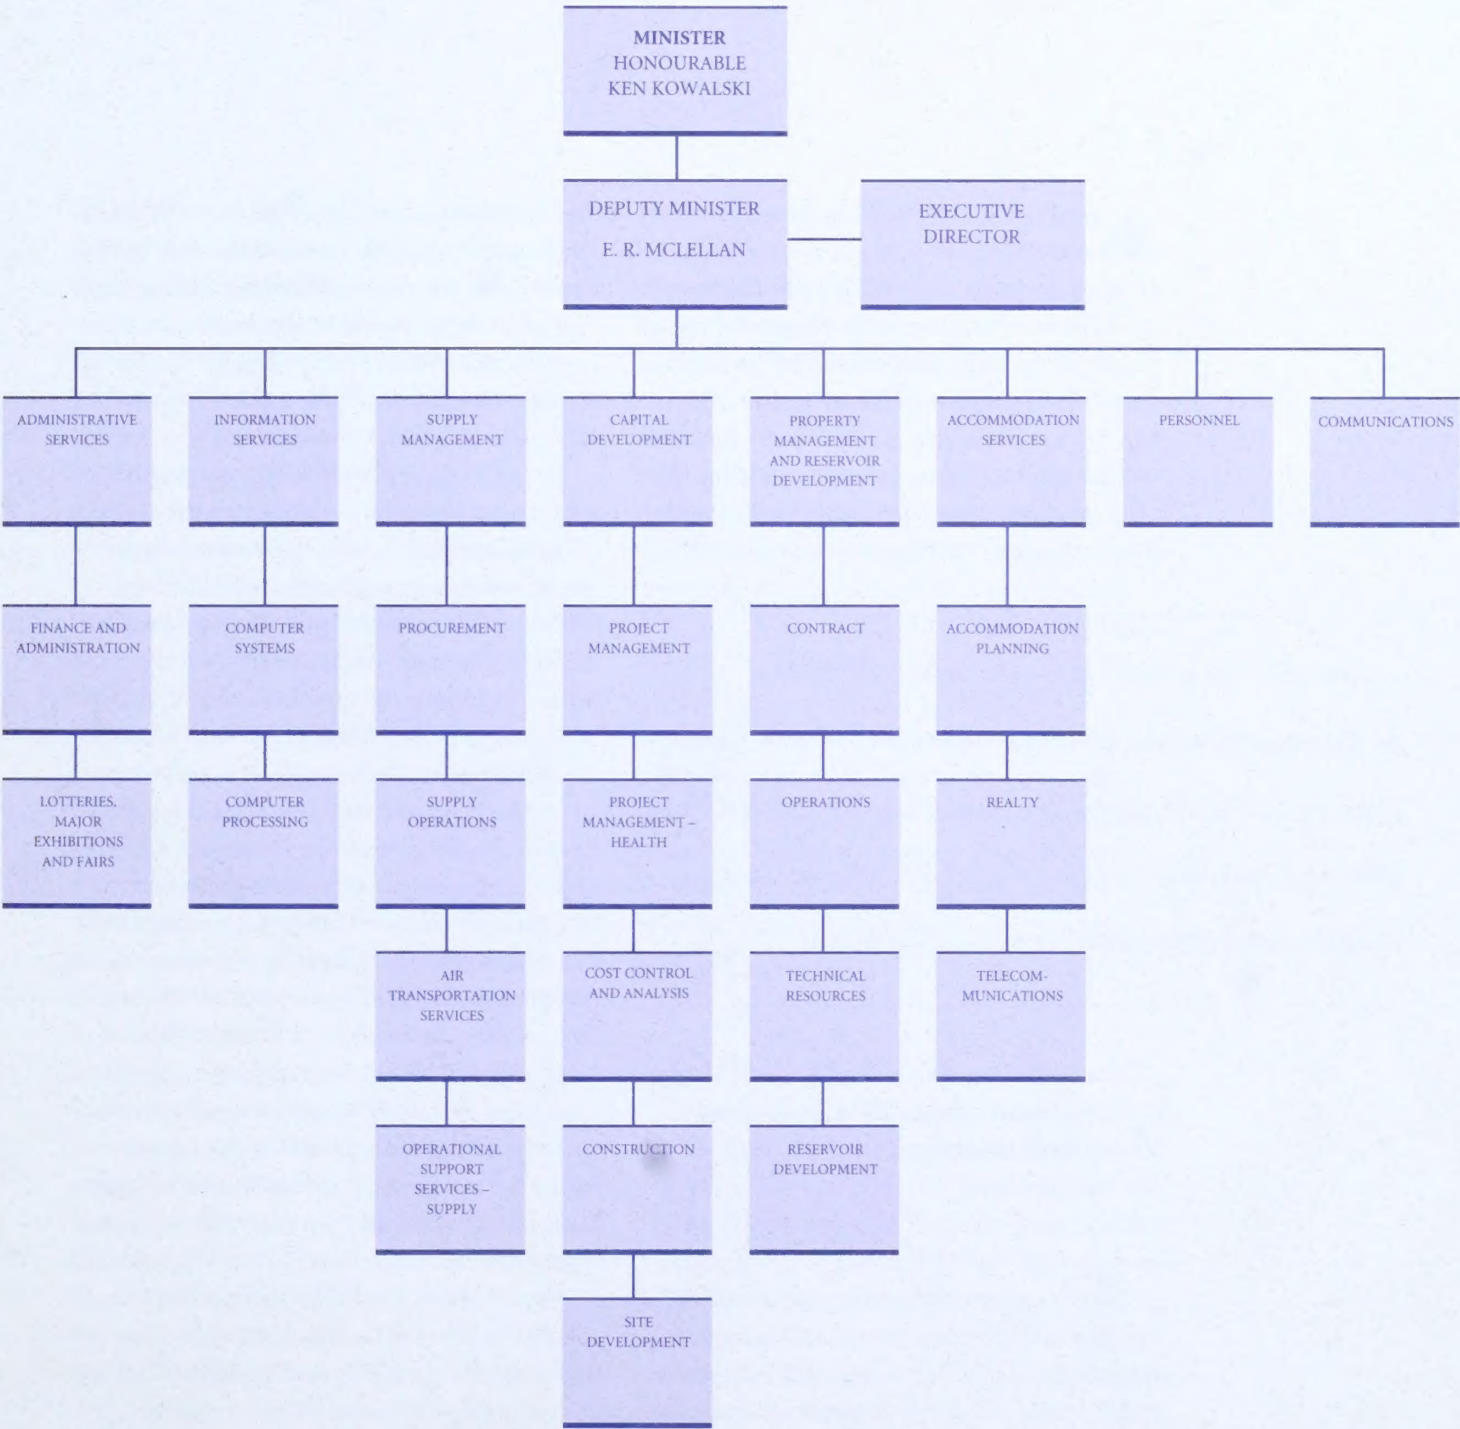 MINISTER
HONOURABLE
KEN KOWALSKI
DEPUTY MINISTER
E. R. MCLELLAN
EXECUTIVE
DIRECTOR
ADMINISTRATIVE
SERVICES
INFORMATION
SERVICES
SUPPLY
MANAGEMENT
CAPITAL
DEVELOPMENT
PROPERTY
MANAGEMENT
AND RESERVOIR
DEVELOPMENT
ACCOMMODATION
SERVICES
PERSONNEL
COMMUNICATIONS
FINANCE AND
ADMINISTRATION
COMPUTER
SYSTEMS
PROCUREMENT
PROJECT
MANAGEMENT
CONTRACT
ACCOMMODATION
PLANNING
LOTTERIES,
MAJOR
EXHIBITIONS
AND FAIRS
COMPUTER
PROCESSING
SUPPLY
OPERATIONS
PROJECT
MANAGEMENT –
HEALTH
OPERATIONS
REALTY
AIR
TRANSPORTATION
SERVICES
COST CONTROL
AND ANALYSIS
TECHNICAL
RESOURCES
TELECOM-
MUNICATIONS
OPERATIONAL
SUPPORT
SERVICES –
SUPPLY
CONSTRUCTION
RESERVOIR
DEVELOPMENT
SITE
DEVELOPMENT